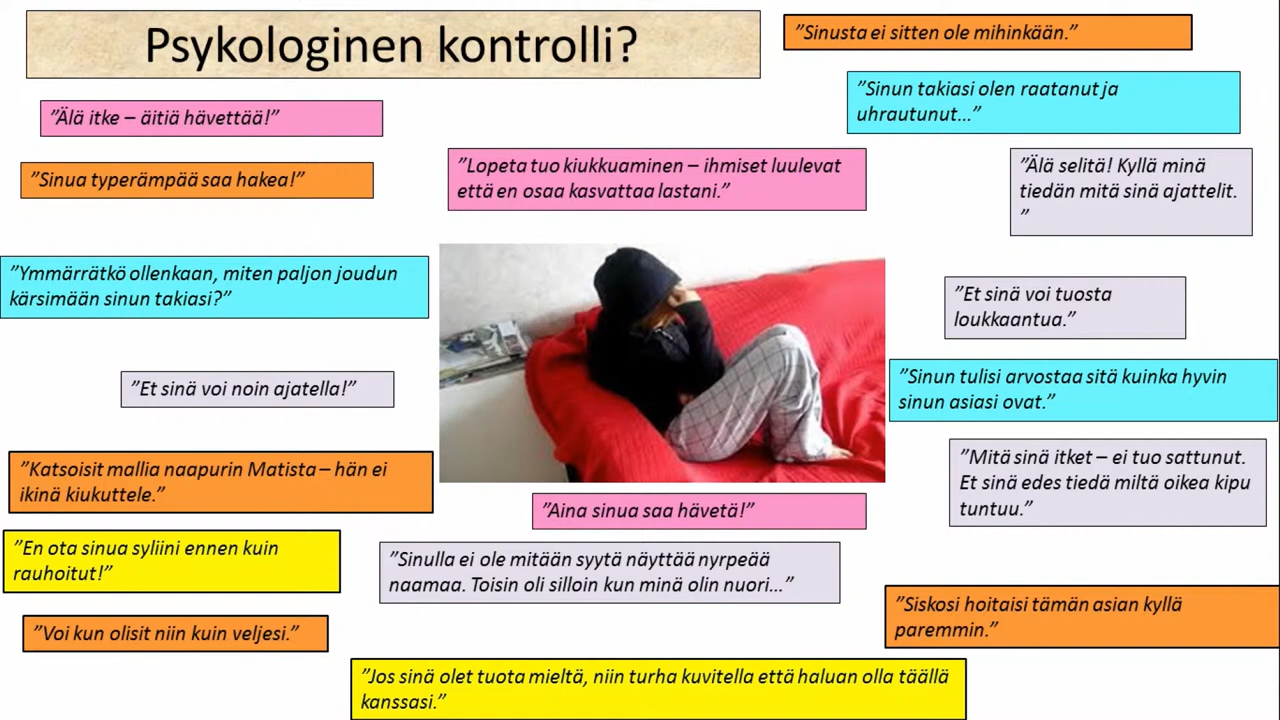 Psykologinen kontrolli?
”Sinusta ei sitten ole mihinkään.”
”Sinun takiasi olen raatanut ja
uhrautunut…”
”Älä itke – äitiä hävettää!”
”Lopeta tuo kiukkuaminen – ihmiset luulevat
että en osaa kasvattaa lastani.”
”Älä selitä! Kyllä minä
tiedän mitä sinä ajattelit.
”
”Sinua typerämpää saa hakea!”
”Ymmärrätkö ollenkaan, miten paljon joudun
kärsimään sinun takiasi?”
”Et sinä voi tuosta
loukkaantua.”
”Et sinä voi noin ajatella!”
”Sinun tulisi arvostaa sitä kuinka hyvin
sinun asiasi ovat.”
”Katsoisit mallia naapurin Matista – hän ei
ikinä kiukuttele.”
”Mitä sinä itket – ei tuo sattunut.
Et sinä edes tiedä miltä oikea kipu
tuntuu.”
”Aina sinua saa hävetä!”
”En ota sinua syliini ennen kuin
rauhoitut!”
”Sinulla ei ole mitään syytä näyttää nyrpeää
naamaa. Toisin oli silloin kun minä olin nuori…”
”Siskosi hoitaisi tämän asian kyllä
paremmin.”
”Voi kun olisit niin kuin veljesi.”
”Jos sinä olet tuota mieltä, niin turha kuvitella että haluan olla täällä
kanssasi.”